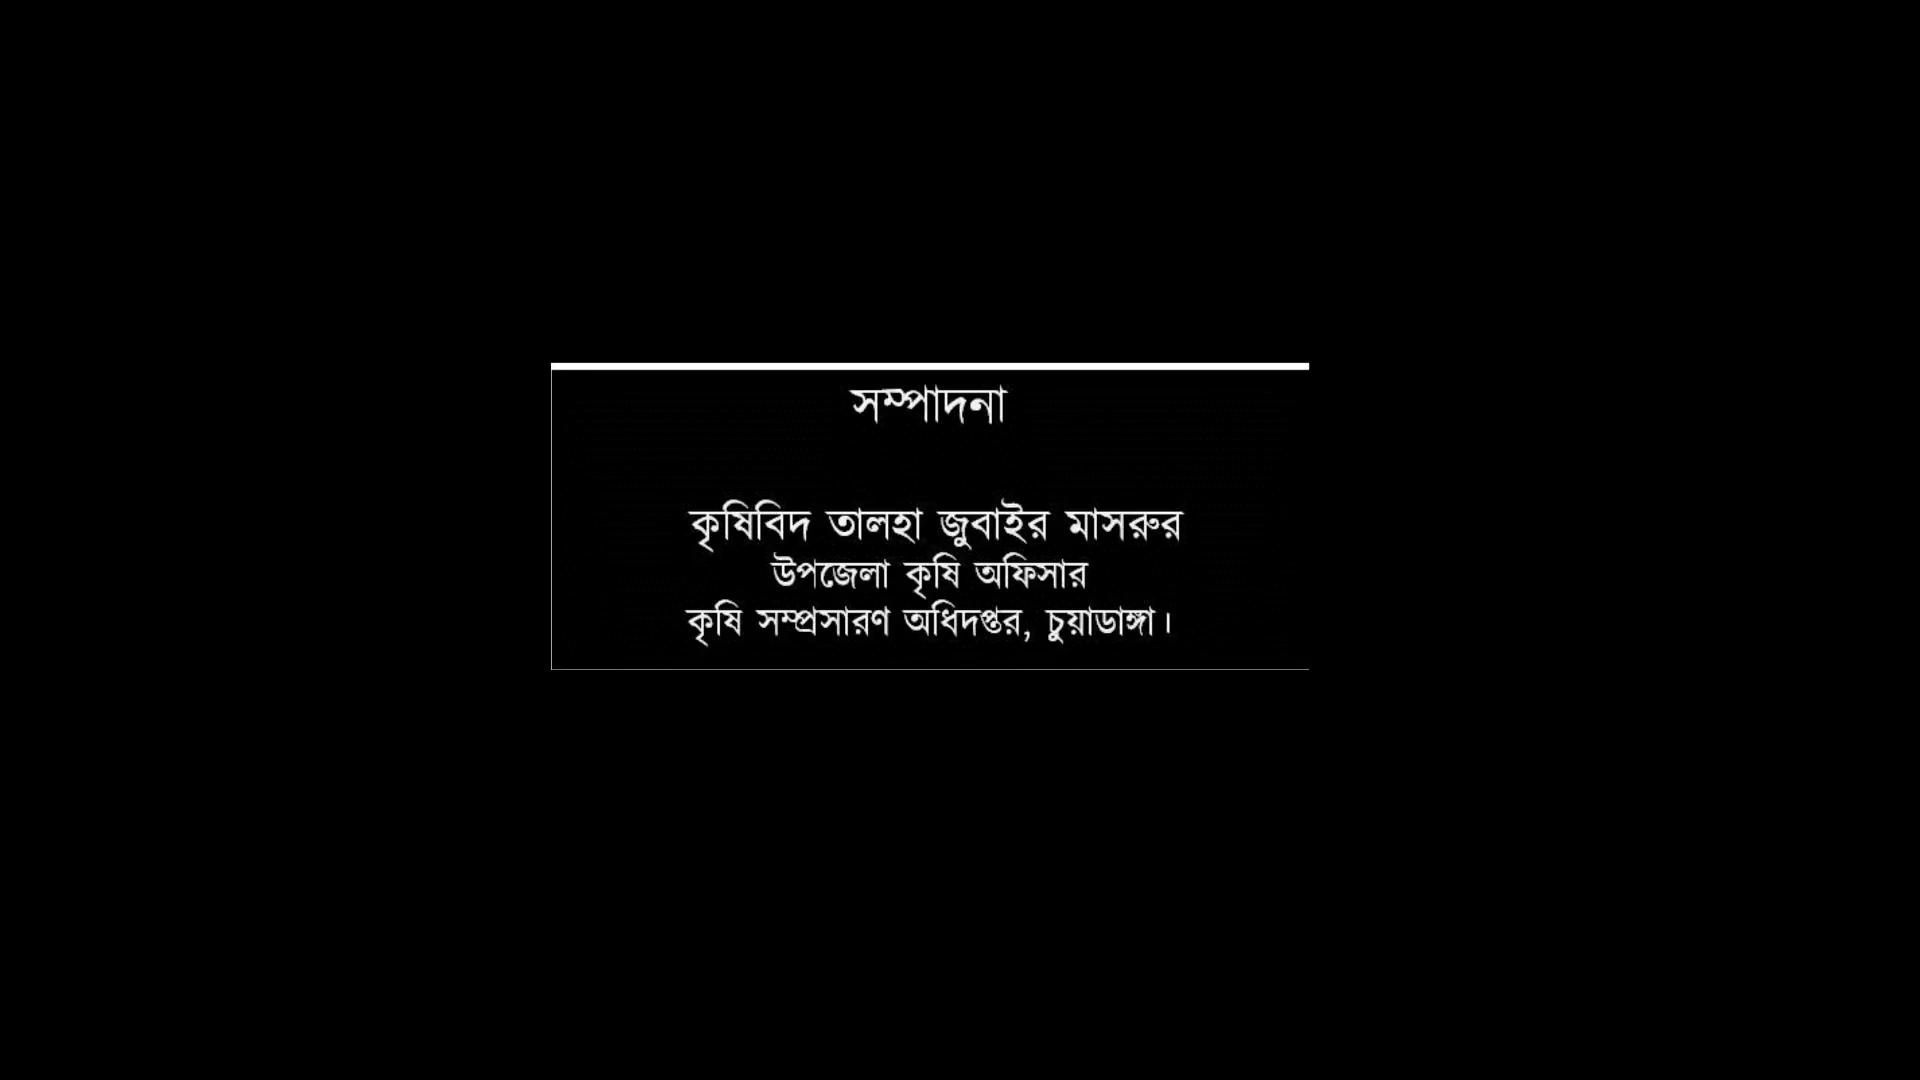 সম্পাদনা
কৃষিবিদ তালহা জুবাইর মাসরুর
উপজেলা কৃষি অফিসার
কৃষি সম্প্রসারণ অধিদপ্তর, চুয়াডাঙ্গা।